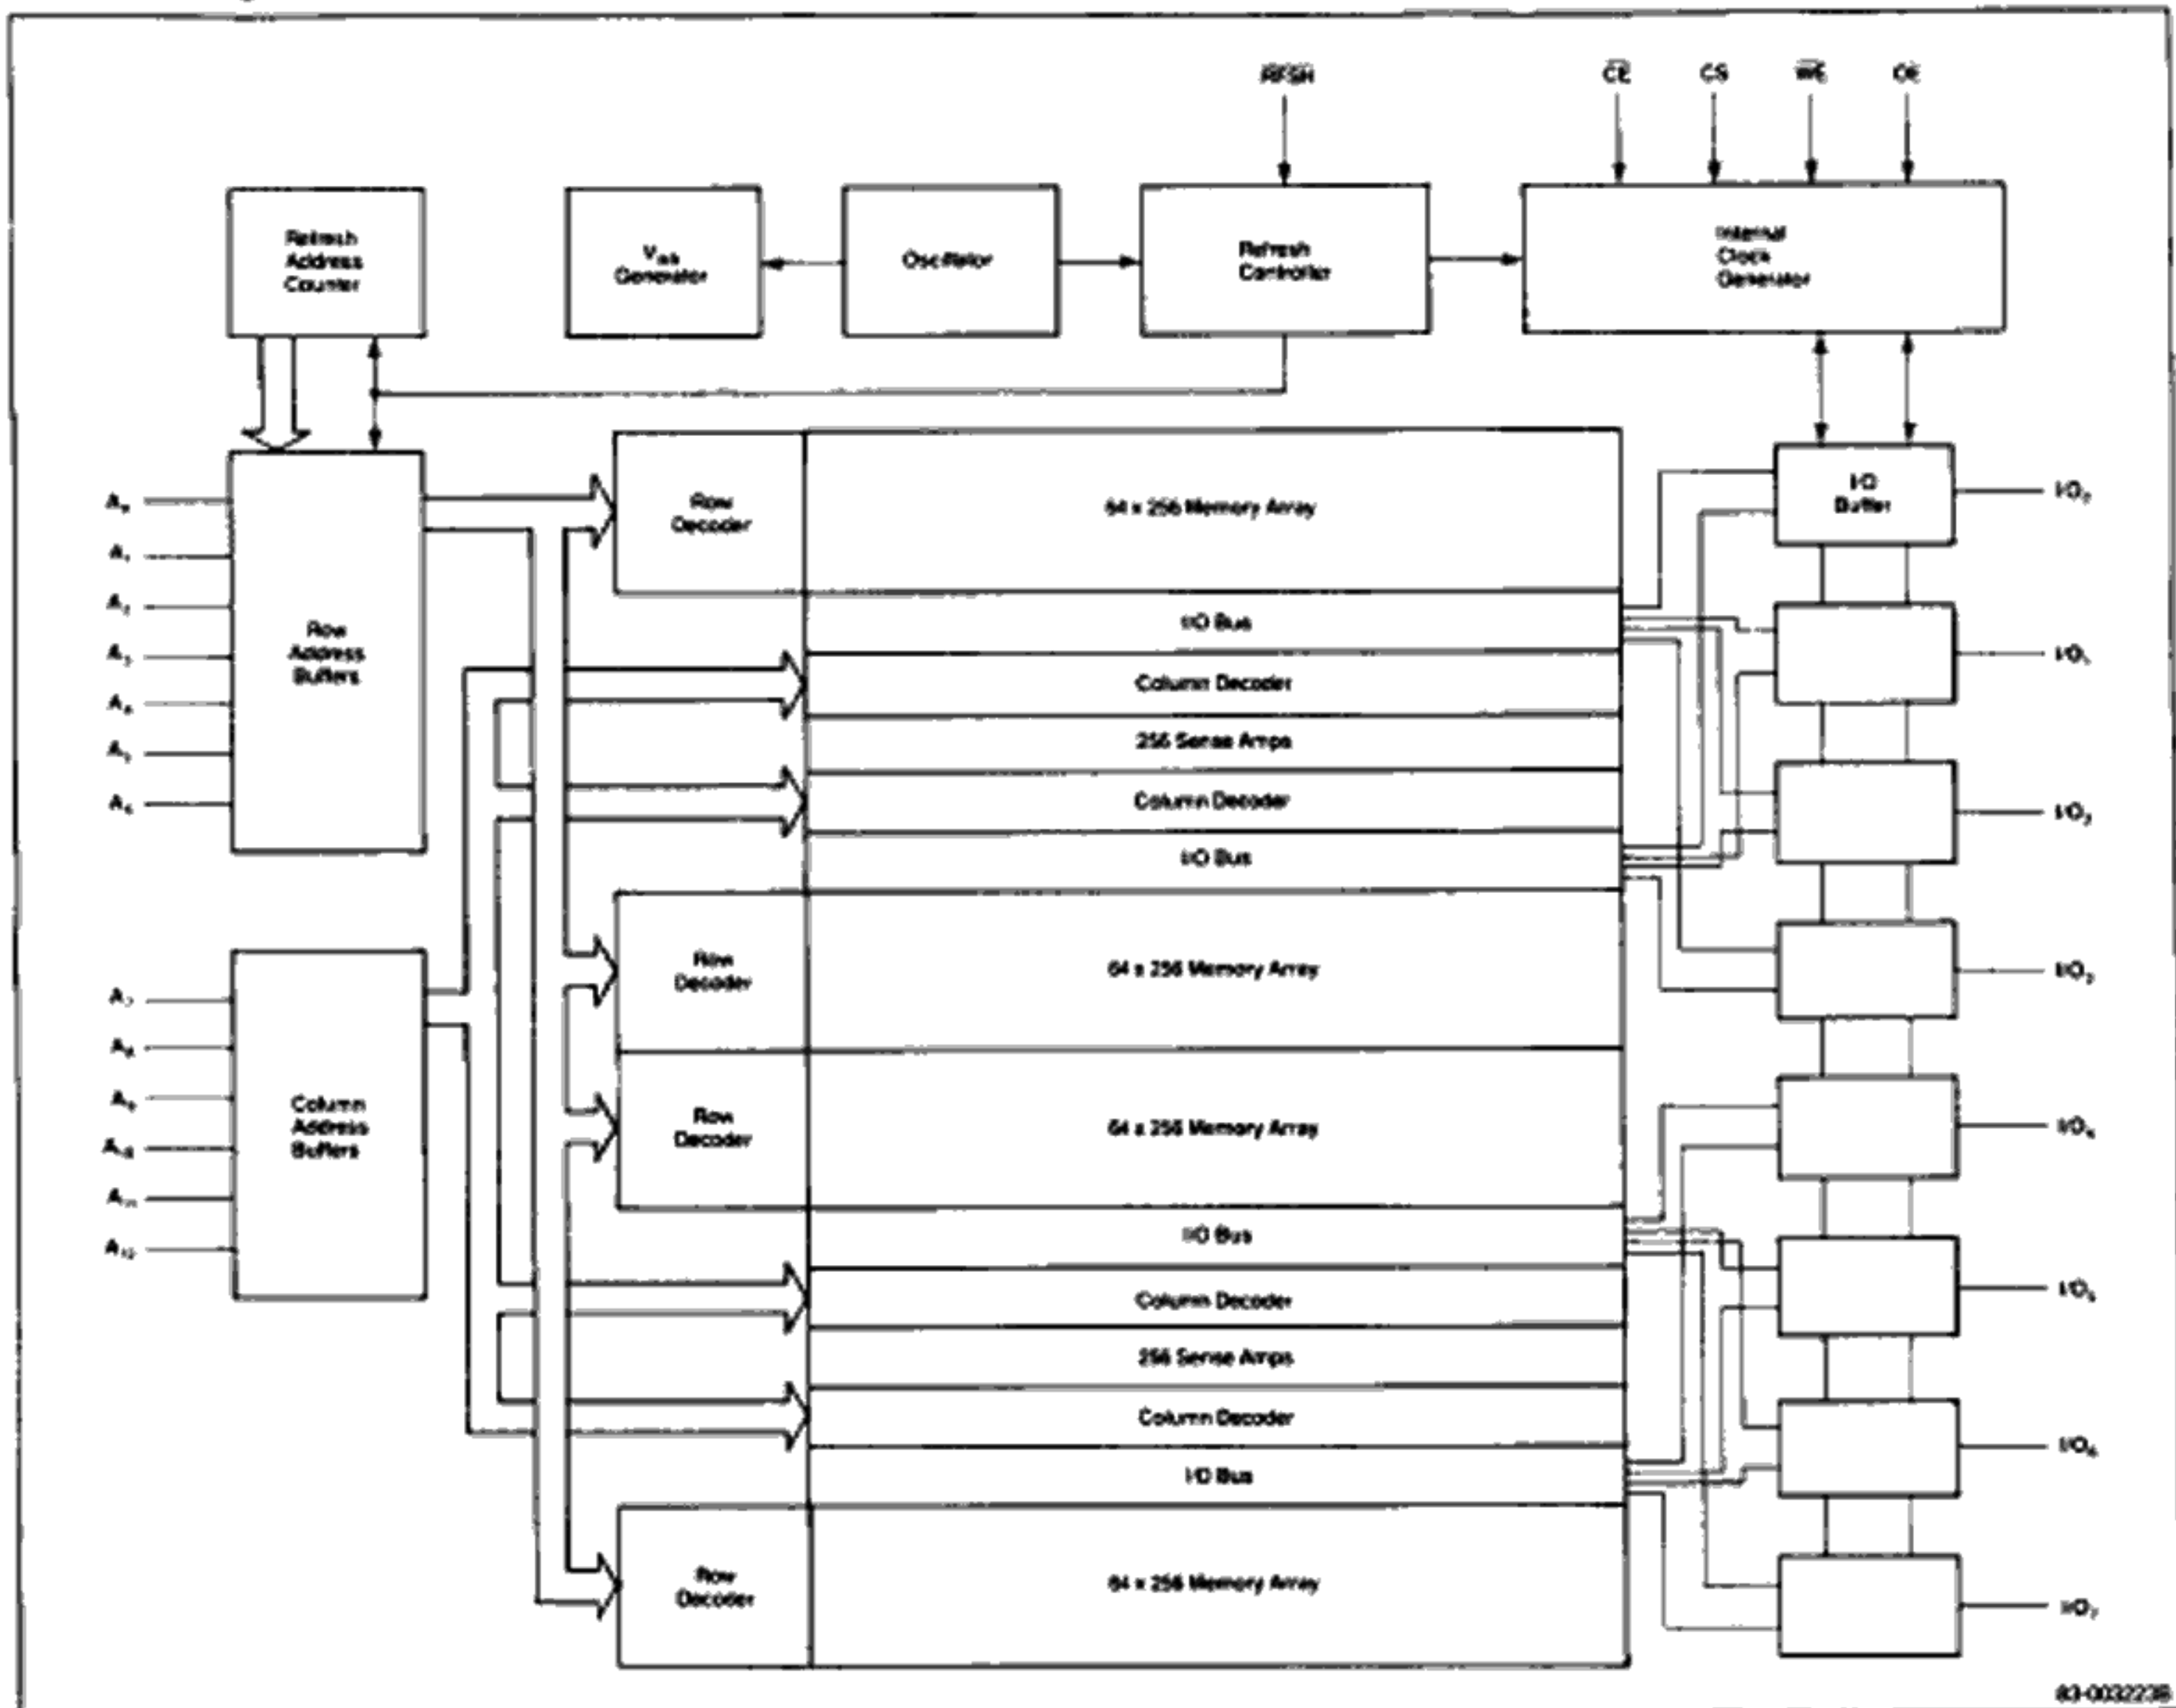 RFSH
CE
CS
WE
OE
Refresh
Address
Counter
Generator
Oscillator
Refresh
Controller
Internal
Clock
Generator
A₀
A₁
A₂
A₃
A₄
A₅
A₆
Row
Address
Buffers
Row
Decoder
64 x 256 Memory Array
I/O Bus
Column Decoder
256 Sense Amps
Column Decoder
I/O Bus
Row
Decoder
64 x 256 Memory Array
Row
Decoder
64 x 256 Memory Array
I/O Bus
Column Decoder
256 Sense Amps
Column Decoder
I/O Bus
Row
Decoder
64 x 256 Memory Array
A₇
A₈
A₉
A₁₀
A₁₁
A₁₂
Column
Address
Buffers
I/O
Buffer
I/O₀
I/O₁
I/O₂
I/O₃
I/O₄
I/O₅
I/O₆
I/O₇
83-003223B